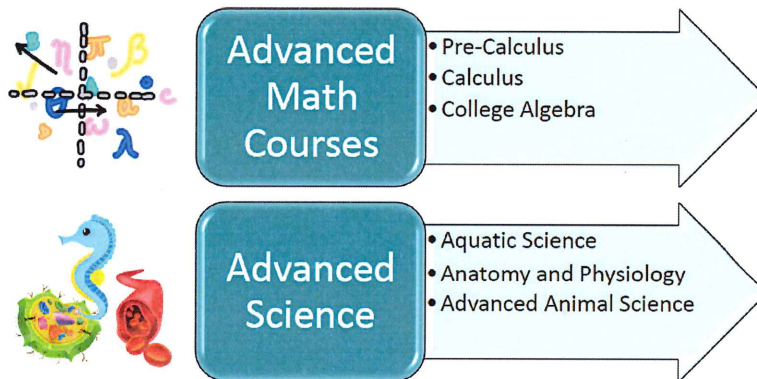 Advanced
Math
Courses
• Pre-Calculus
• Calculus
• College Algebra
Advanced
Science
• Aquatic Science
• Anatomy and Physiology
• Advanced Animal Science